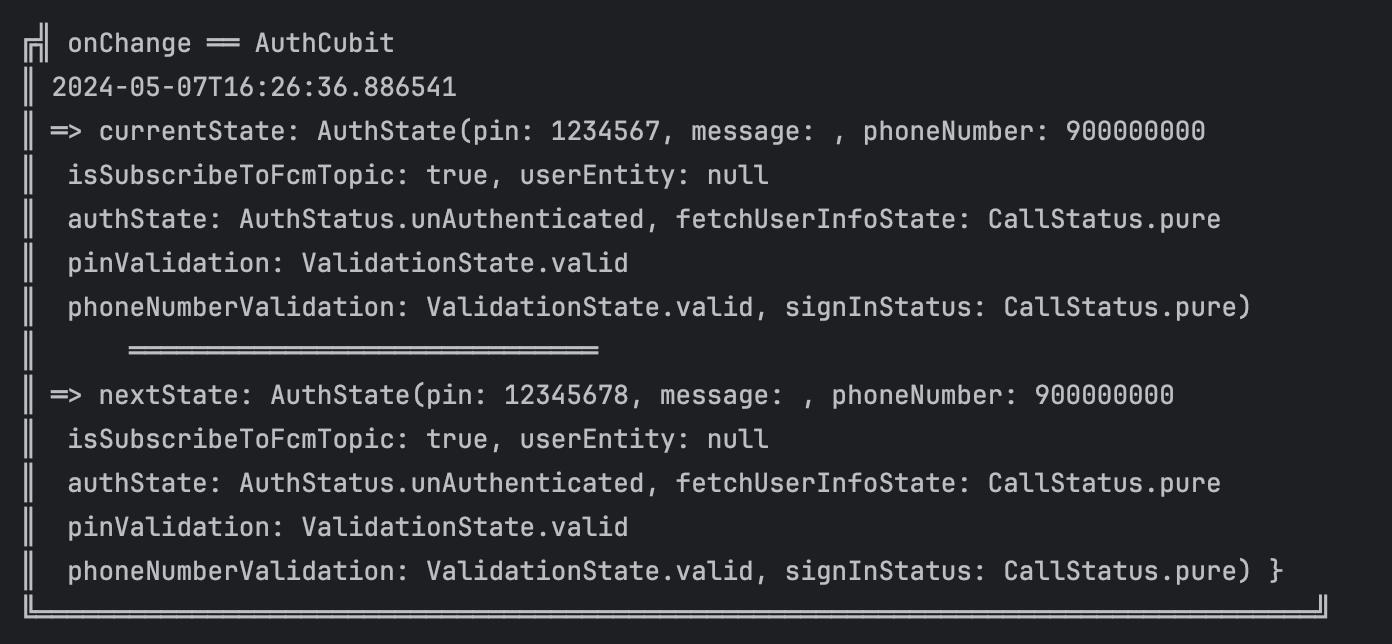 ╔╣ onChange ══ AuthCubit
║ 2024-05-07T16:26:36.886541
║ => currentState: AuthState(pin: 1234567, message: , phoneNumber: 900000000
║  isSubscribeToFcmTopic: true, userEntity: null
║  authState: AuthStatus.unAuthenticated, fetchUserInfoState: CallStatus.pure
║  pinValidation: ValidationState.valid
║  phoneNumberValidation: ValidationState.valid, signInStatus: CallStatus.pure)
║      ══════════════════════════════
║ => nextState: AuthState(pin: 12345678, message: , phoneNumber: 900000000
║  isSubscribeToFcmTopic: true, userEntity: null
║  authState: AuthStatus.unAuthenticated, fetchUserInfoState: CallStatus.pure
║  pinValidation: ValidationState.valid
║  phoneNumberValidation: ValidationState.valid, signInStatus: CallStatus.pure) }
╚══════════════════════════════════════════════════════════════════════════════════╝